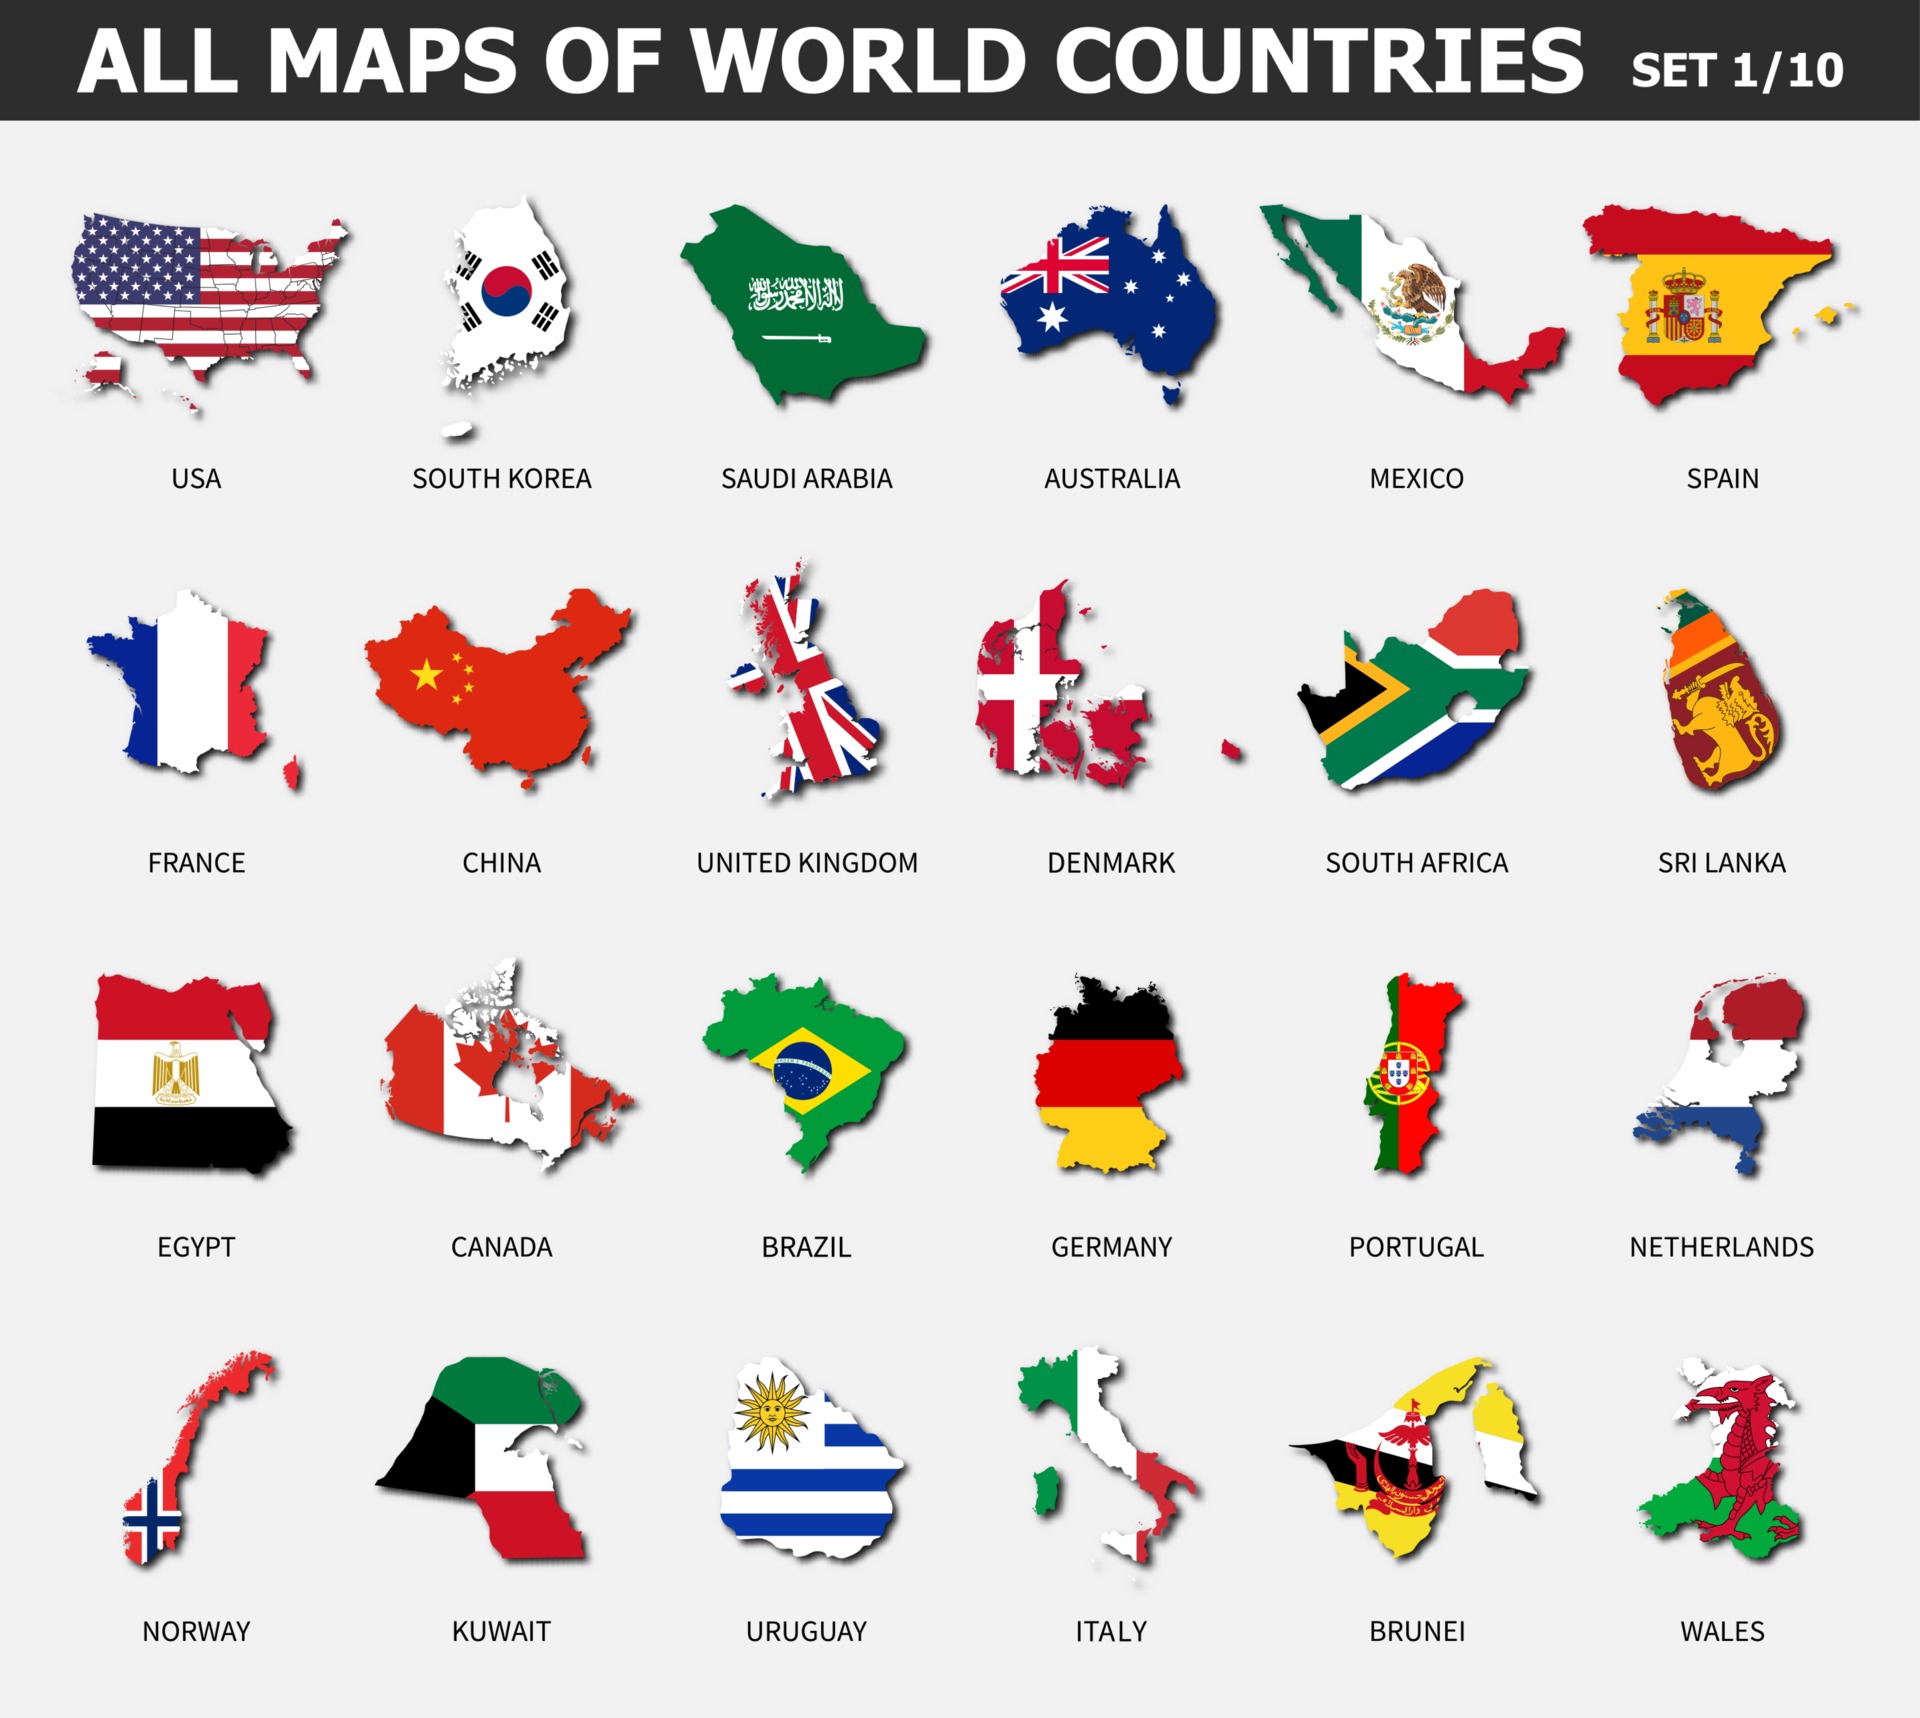 ALL MAPS OF WORLD COUNTRIES SET 1/10
USA SOUTH KOREA SAUDI ARABIA AUSTRALIA MEXICO SPAIN
FRANCE CHINA UNITED KINGDOM DENMARK SOUTH AFRICA SRI LANKA
EGYPT CANADA BRAZIL GERMANY PORTUGAL NETHERLANDS
NORWAY KUWAIT URUGUAY ITALY BRUNEI WALES